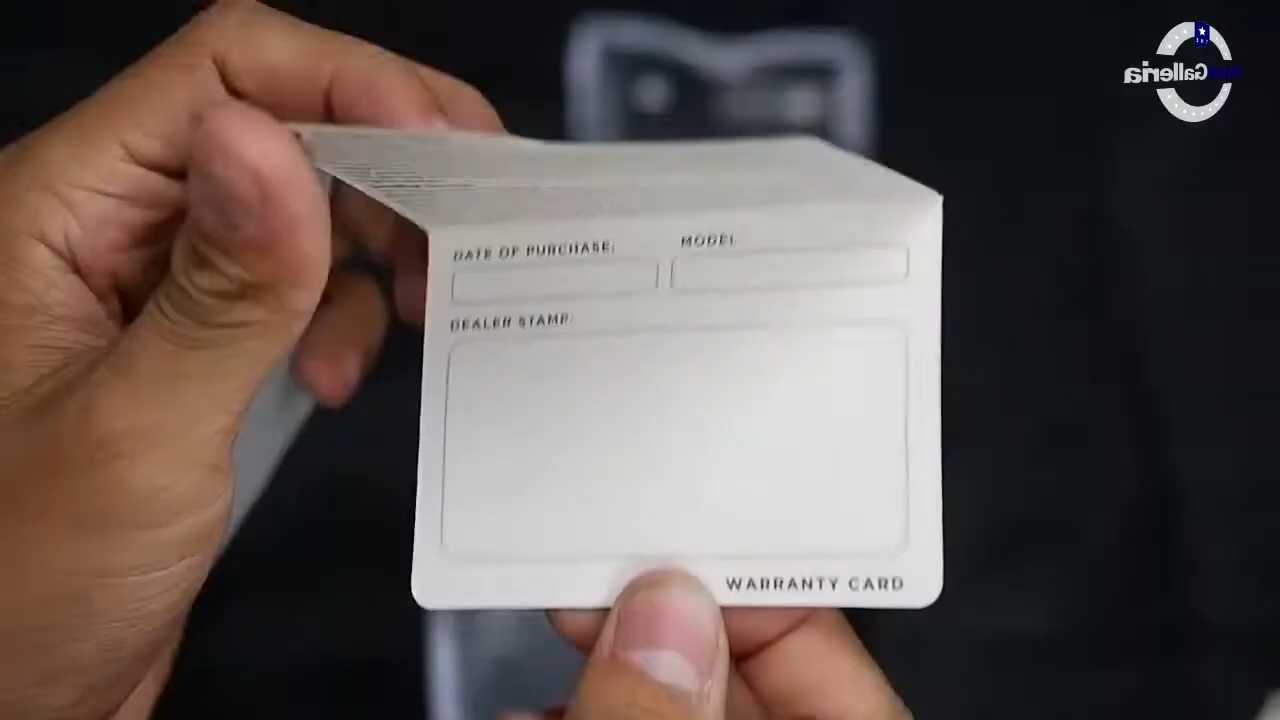 DATE OF PURCHASE:
MODEL
DEALER STAMP:
WARRANTY CARD
Galleria